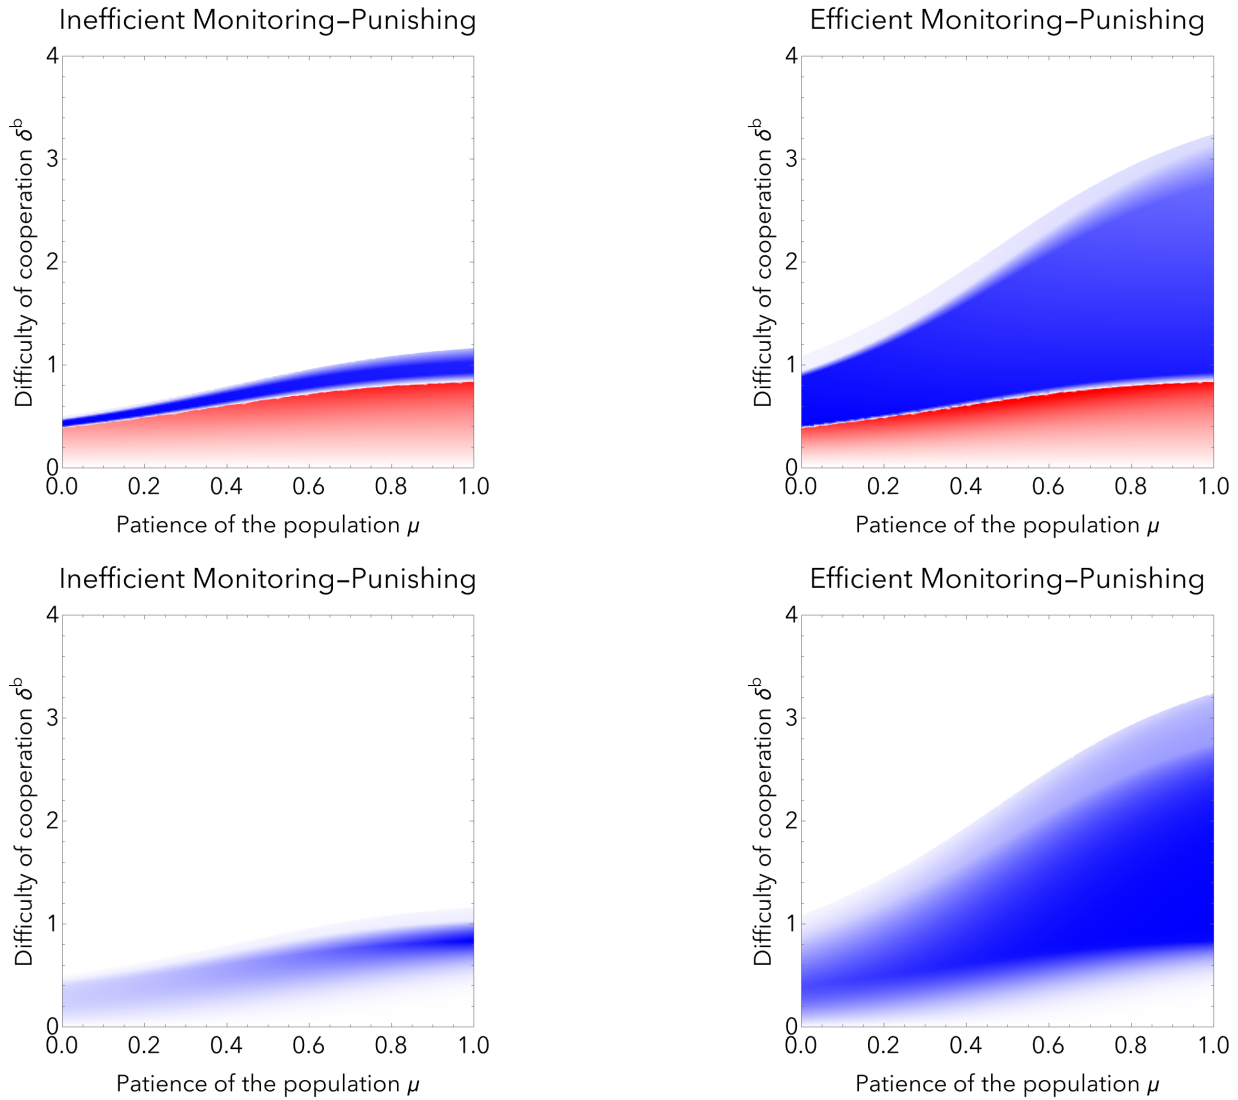 Inefficient Monitoring–Punishing
Difficulty of cooperation δᵇ
4
3
2
1
0
0.0 0.2 0.4 0.6 0.8 1.0
Patience of the population μ
Efficient Monitoring–Punishing
Difficulty of cooperation δᵇ
4
3
2
1
0
0.0 0.2 0.4 0.6 0.8 1.0
Patience of the population μ
Inefficient Monitoring–Punishing
Difficulty of cooperation δᵇ
4
3
2
1
0
0.0 0.2 0.4 0.6 0.8 1.0
Patience of the population μ
Efficient Monitoring–Punishing
Difficulty of cooperation δᵇ
4
3
2
1
0
0.0 0.2 0.4 0.6 0.8 1.0
Patience of the population μ